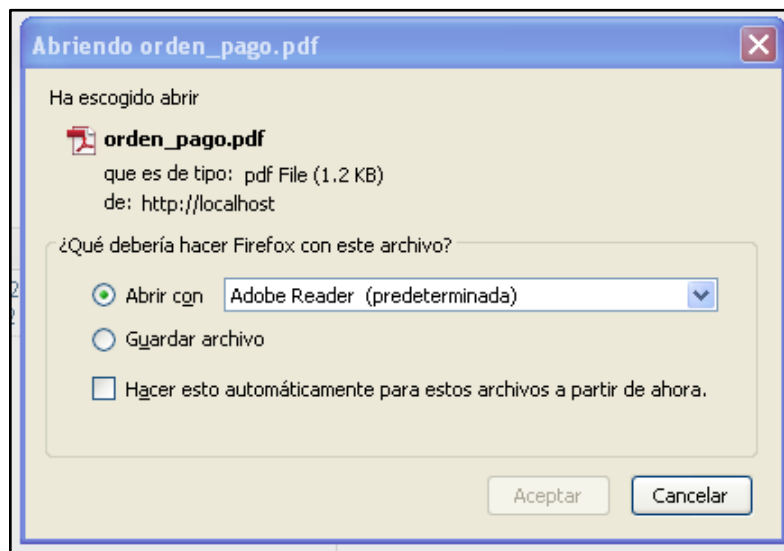 Abriendo orden_pago.pdf
Ha escogido abrir
orden_pago.pdf
que es de tipo: pdf File (1.2 KB)
de: http://localhost
¿Qué debería hacer Firefox con este archivo?
Abrir con Adobe Reader (predeterminada)
Guardar archivo
Hacer esto automáticamente para estos archivos a partir de ahora.
Aceptar Cancelar